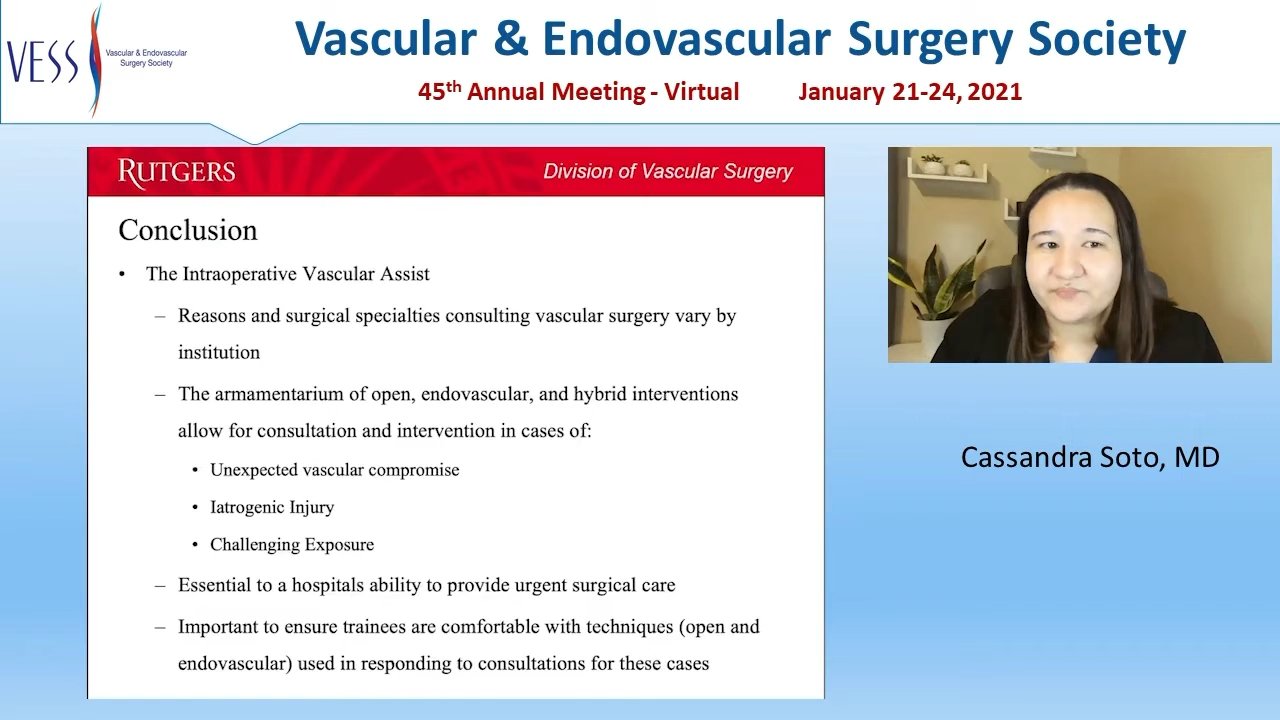 VESS
Vascular & Endovascular
Surgery Society
Vascular & Endovascular Surgery Society
45th Annual Meeting - Virtual January 21-24, 2021
RUTGERS
Division of Vascular Surgery
Conclusion
• The Intraoperative Vascular Assist
– Reasons and surgical specialties consulting vascular surgery vary by
institution
– The armamentarium of open, endovascular, and hybrid interventions
allow for consultation and intervention in cases of:
• Unexpected vascular compromise
• Iatrogenic Injury
• Challenging Exposure
– Essential to a hospitals ability to provide urgent surgical care
– Important to ensure trainees are comfortable with techniques (open and
endovascular) used in responding to consultations for these cases
Cassandra Soto, MD